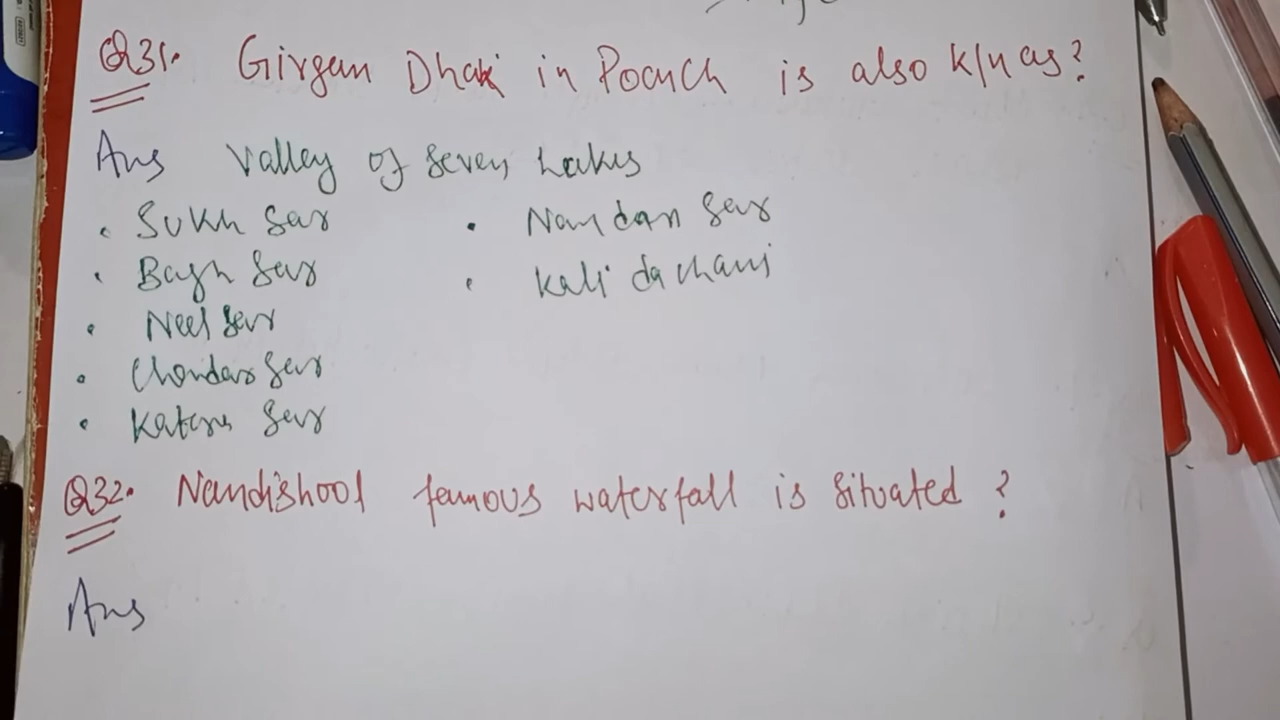 Q31. Girgan Dhok in Poonch is also k/n as?
Ans Valley of Seven Lakes
• Sukh Sar • Nandan Sar
• Bagh Sar • Kali dachani
• Neel Sar
• Chandar Sar
• Katora Sar
Q32. Nandishool famous waterfall is situated ?
Ans